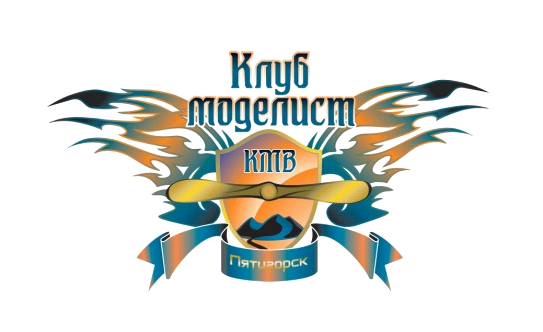 Клуб
моделист
КМВ
Пятигорск